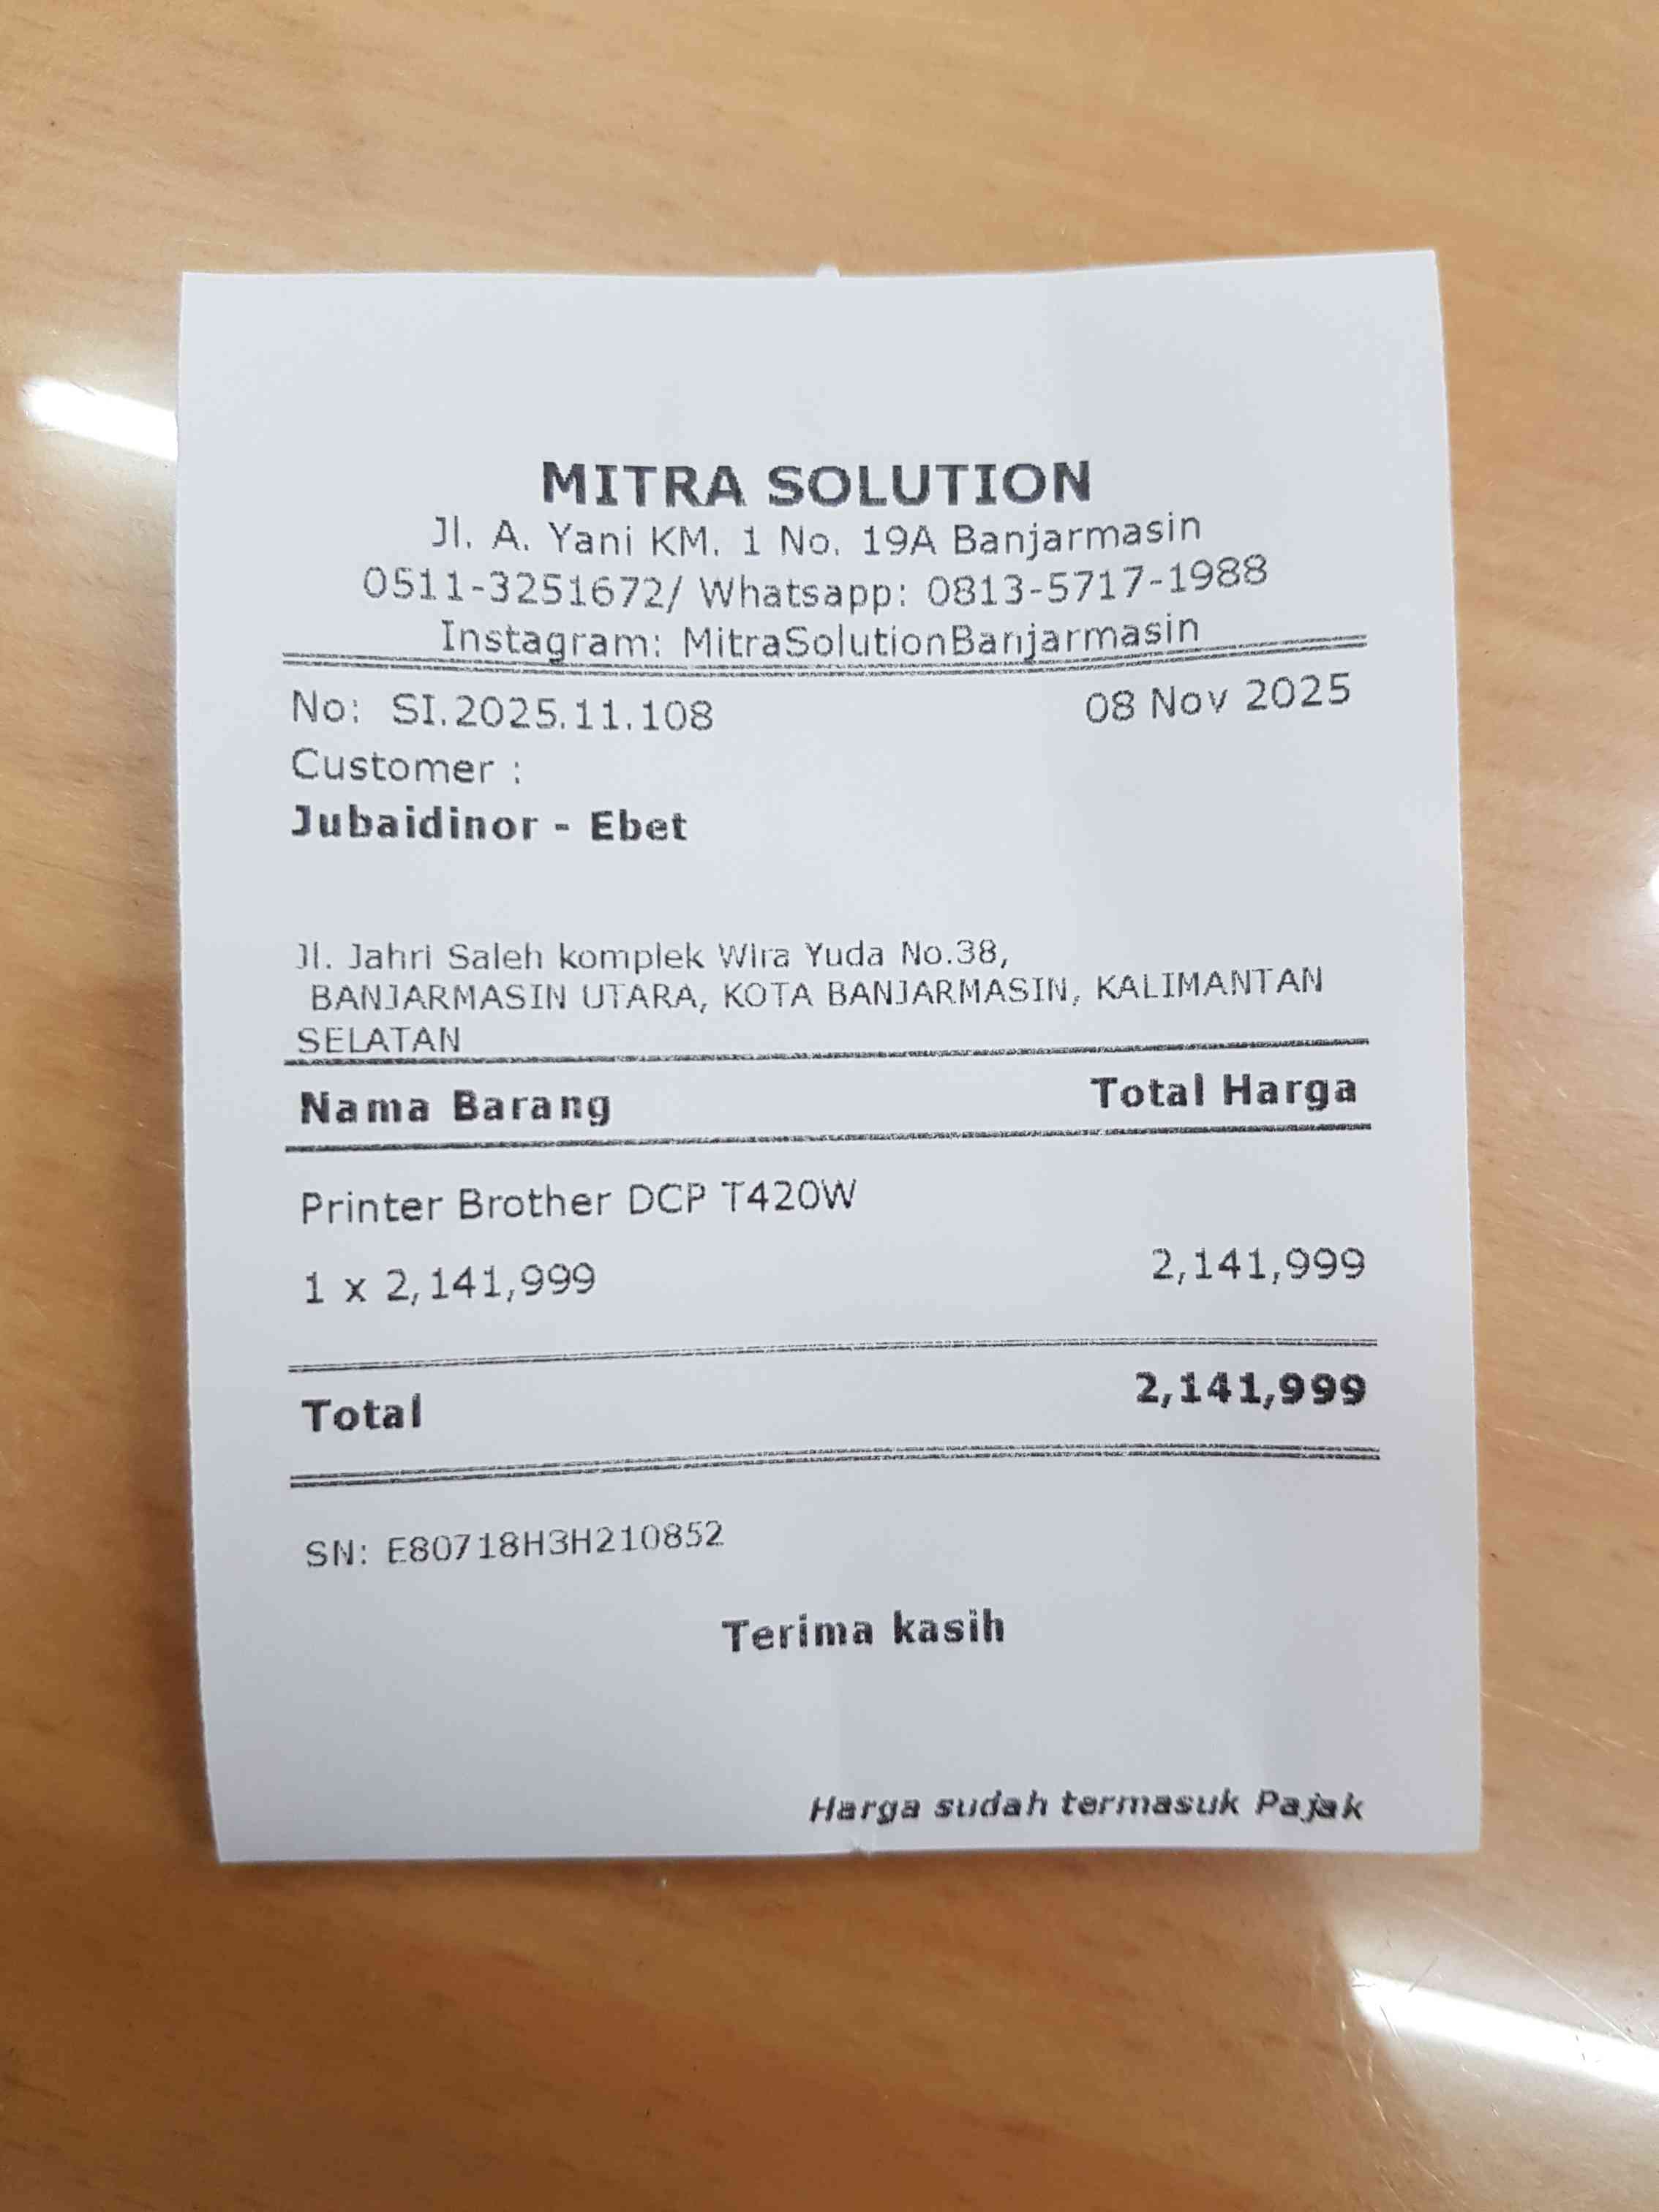 MITRA SOLUTION
Jl. A. Yani KM. 1 No. 19A Banjarmasin
0511-3251672/ Whatsapp: 0813-5717-1988
Instagram: MitraSolutionBanjarmasin
No: SI.2025.11.108 08 Nov 2025
Customer :
Jubaidinor - Ebet
Jl. Jahri Saleh komplek Wira Yuda No.38,
BANJARMASIN UTARA, KOTA BANJARMASIN, KALIMANTAN
SELATAN
Nama Barang Total Harga
Printer Brother DCP T420W
1 x 2,141,999 2,141,999
Total 2,141,999
SN: E80718H3H210852
Terima kasih
Harga sudah termasuk Pajak